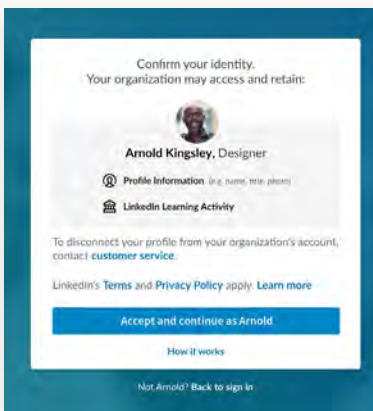 Confirm your identity.
Your organization may access and retain:
Arnold Kingsley, Designer
Profile Information (e.g. name, title, photo)
LinkedIn Learning Activity
To disconnect your profile from your organization's account,
contact customer service.
LinkedIn's Terms and Privacy Policy apply. Learn more
Accept and continue as Arnold
How it works
Not Arnold? Back to sign in